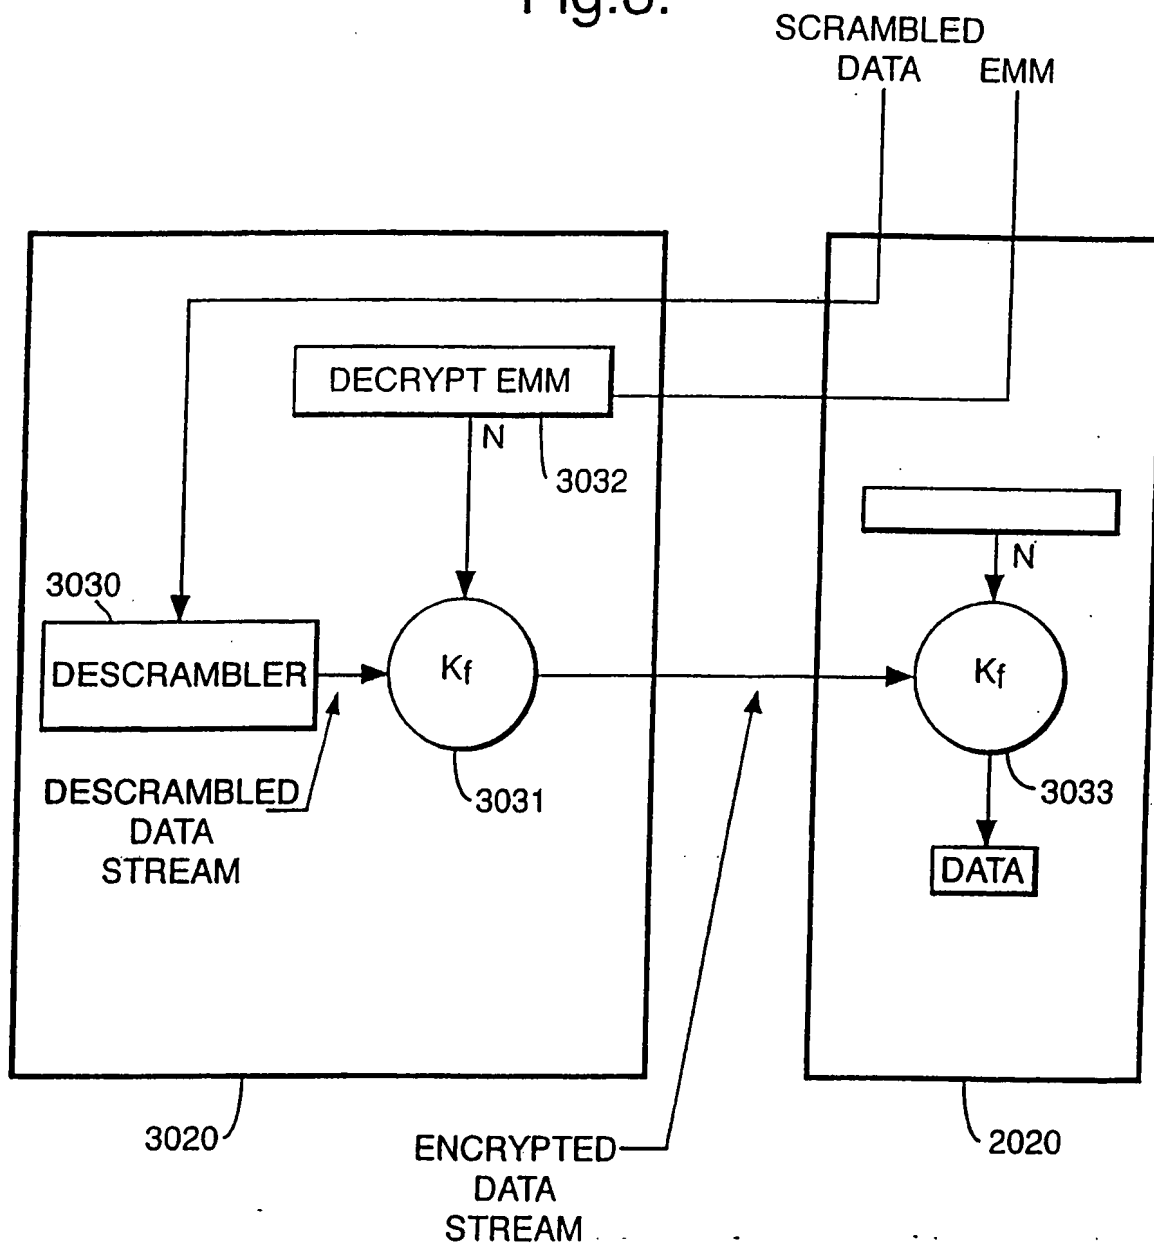 SCRAMBLED
DATA
EMM
DECRYPT EMM
N
3032
N
3030
DESCRAMBLER
Kf
Kf
3031
3033
DESCRAMBLED
DATA
STREAM
DATA
3020
2020
ENCRYPTED
DATA
STREAM